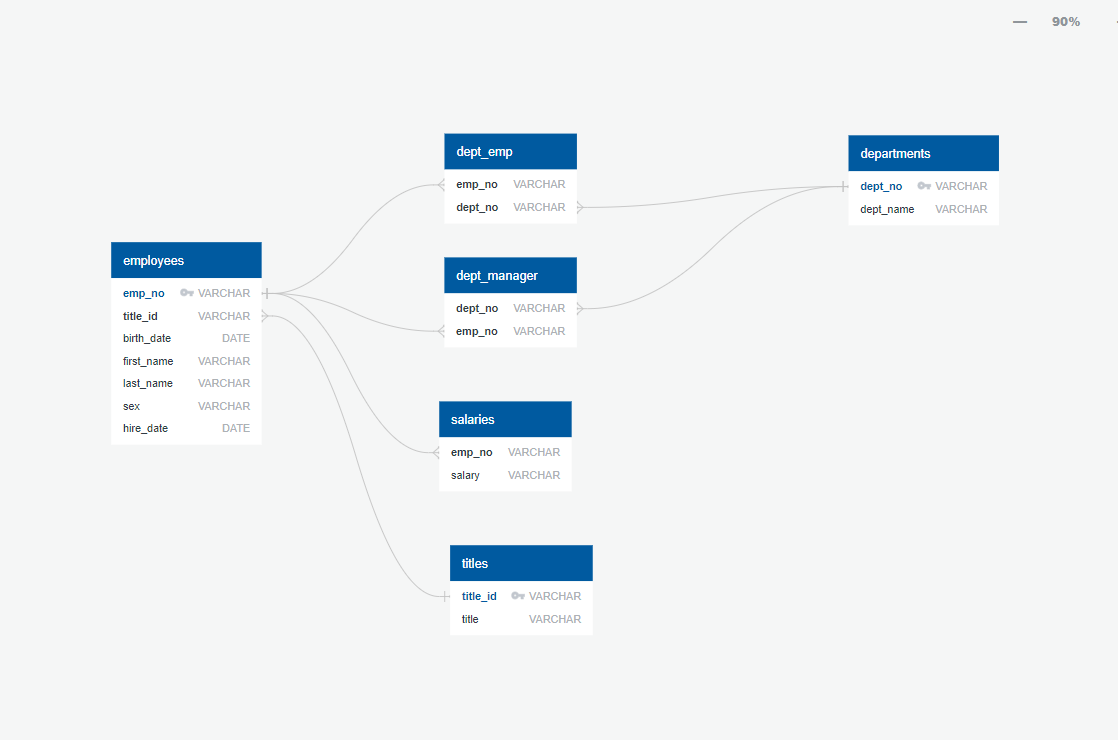 90%
dept_emp
emp_no VARCHAR
dept_no VARCHAR
departments
dept_no VARCHAR
dept_name VARCHAR
employees
emp_no VARCHAR
title_id VARCHAR
birth_date DATE
first_name VARCHAR
last_name VARCHAR
sex VARCHAR
hire_date DATE
dept_manager
dept_no VARCHAR
emp_no VARCHAR
salaries
emp_no VARCHAR
salary VARCHAR
titles
title_id VARCHAR
title VARCHAR